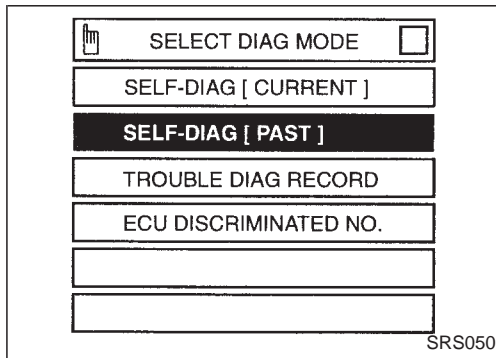 SELECT DIAG MODE
SELF-DIAG [ CURRENT ]
SELF-DIAG [ PAST ]
TROUBLE DIAG RECORD
ECU DISCRIMINATED NO.
SRS050